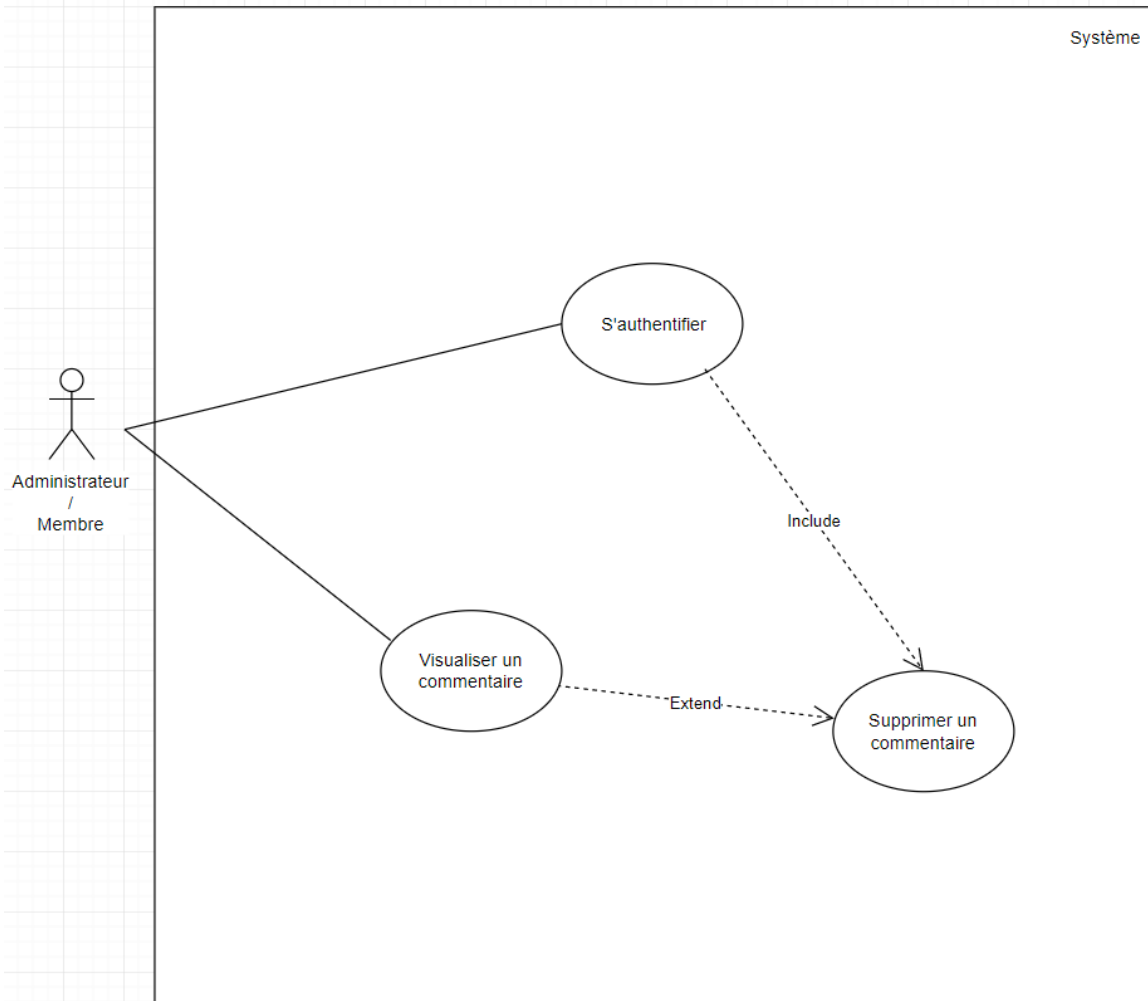 Système
S'authentifier
Administrateur
/
Membre
Include
Visualiser un
commentaire
Extend
Supprimer un
commentaire